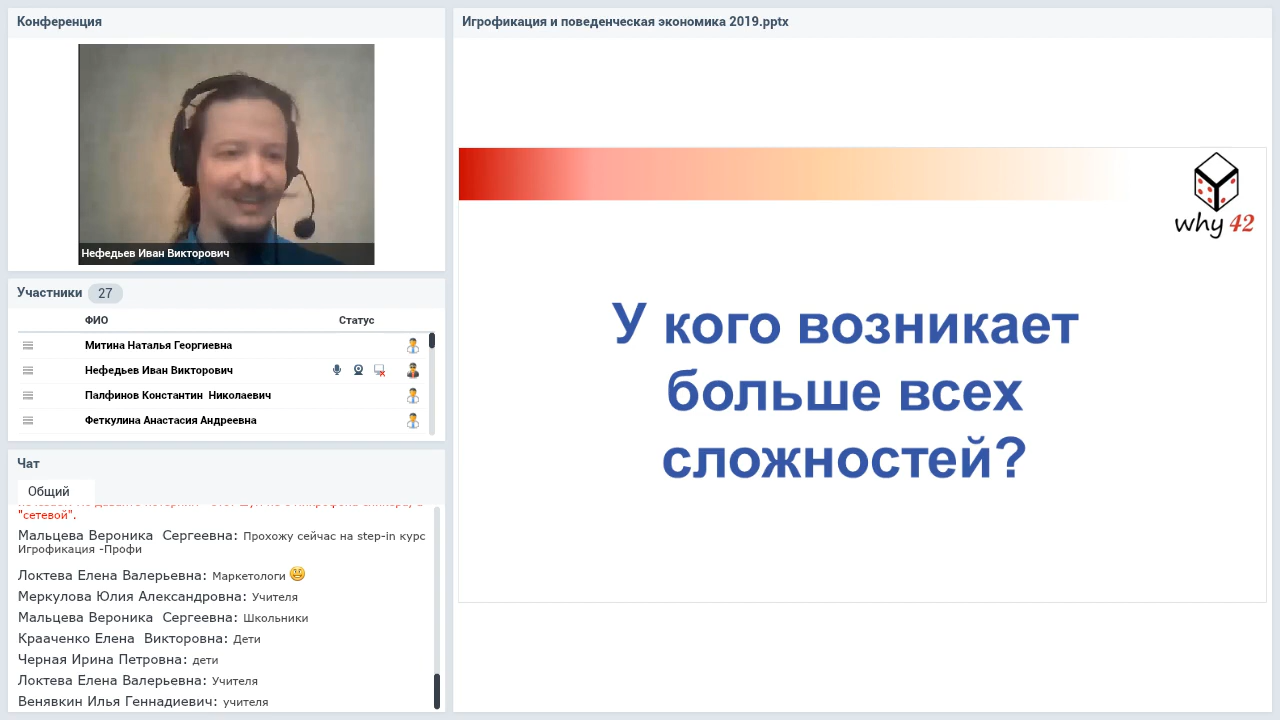 Конференция
Нефедьев Иван Викторович
Участники 27
ФИО Статус
Митина Наталья Георгиевна
Нефедьев Иван Викторович
Палфинов Константин Николаевич
Феткулина Анастасия Андреевна
Чат
Общий
"сетевой".
Мальцева Вероника Сергеевна: Прохожу сейчас на step-in курс
Игрофикация -Профи
Локтева Елена Валерьевна: Маркетологи
Меркулова Юлия Александровна: Учителя
Мальцева Вероника Сергеевна: Школьники
Крааченко Елена Викторовна: Дети
Черная Ирина Петровна: дети
Локтева Елена Валерьевна: Учителя
Венявкин Илья Геннадиевич: учителя
Игрофикация и поведенческая экономика 2019.pptx
why 42
У кого возникает
больше всех
сложностей?